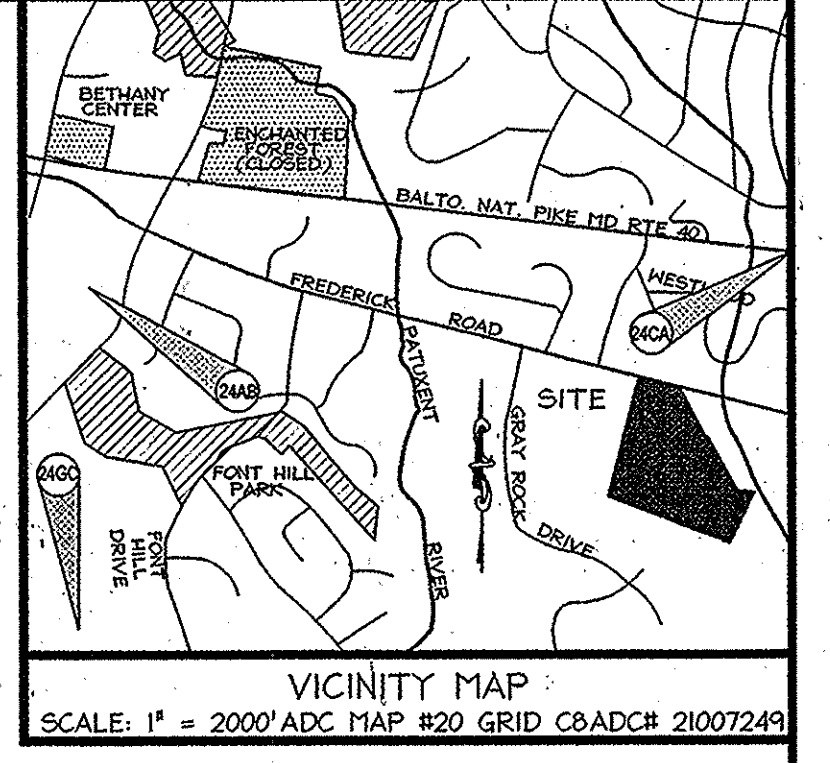 BETHANY
CENTER
ENCHANTED
FOREST
(CLOSED)
BALTO. NAT. PIKE MD RTE 40
FREDERICK
ROAD
24CA
24AB
PATUXENT
RIVER
SITE
GRAY ROCK
DRIVE
24GC
FONT HILL
PARK
FONT
HILL
DRIVE
VICINITY MAP
SCALE: 1" = 2000' ADC MAP #20 GRID C8 ADC# 21007249